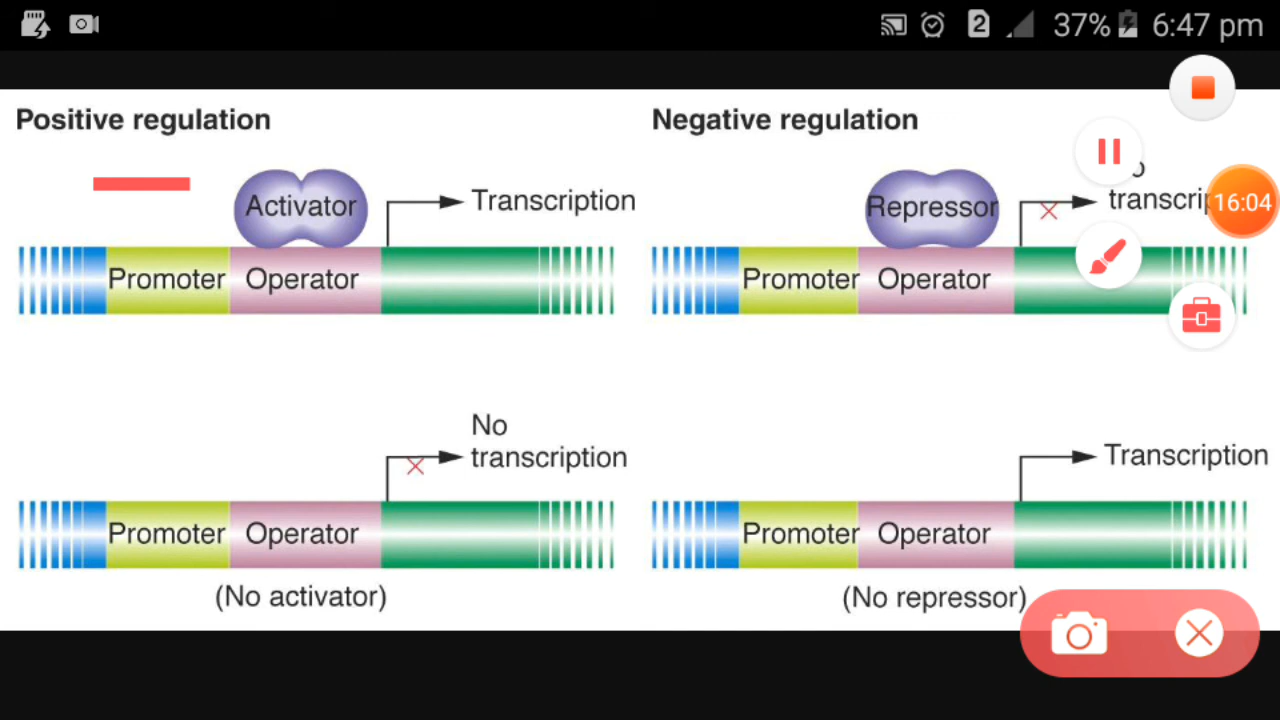 2 37% 6:47 pm
Positive regulation
Negative regulation
Activator
Transcription
Promoter Operator
Repressor
16:04
Promoter Operator
No
transcription
Promoter Operator
(No activator)
Transcription
Promoter Operator
(No repressor)